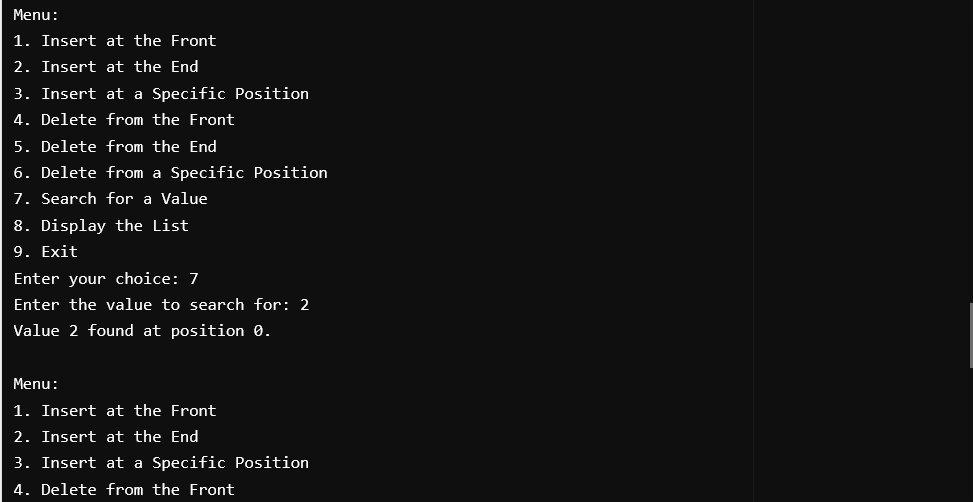 Menu:
1. Insert at the Front
2. Insert at the End
3. Insert at a Specific Position
4. Delete from the Front
5. Delete from the End
6. Delete from a Specific Position
7. Search for a Value
8. Display the List
9. Exit
Enter your choice: 7
Enter the value to search for: 2
Value 2 found at position 0.
Menu:
1. Insert at the Front
2. Insert at the End
3. Insert at a Specific Position
4. Delete from the Front